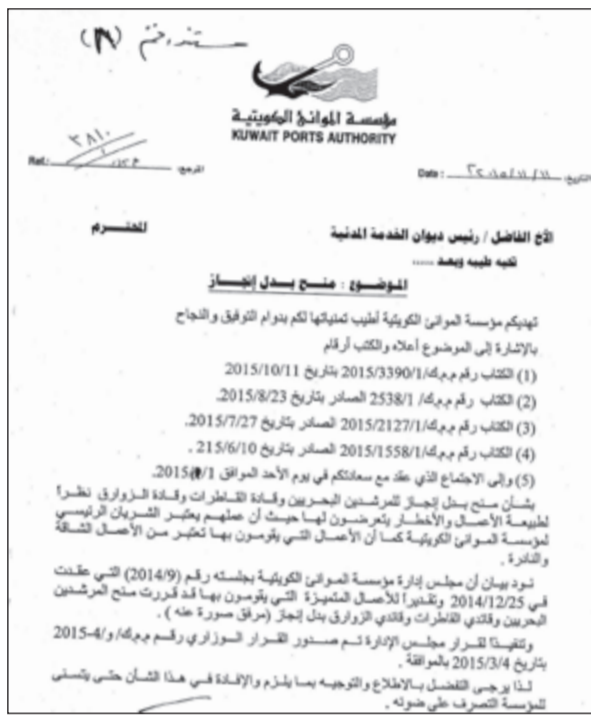 مستند رقم
مؤسسة الموانئ الكويتية
KUWAIT PORTS AUTHORITY
٣٨١٠
Ref.: المرجع:
Date : التاريخ:
الأخ الفاضل / رئيس ديوان الخدمة المدنية المحتــرم
تحية طيبه وبعد .....
الموضوع : منح بدل إنجاز
تهديكم مؤسسة الموانئ الكويتية أطيب تمنياتها لكم بدوام التوفيق والنجاح
بالإشارة إلى الموضوع أعلاه والكتب أرقام
(1) الكتاب رقم م.م.ك/2015/3390/1 بتاريخ 2015/10/11
(2) الكتاب رقم م.م.ك/ 2538/1 الصادر بتاريخ 2015/8/23.
(3) الكتاب رقم م.م.ك/2015/2127/1 الصادر بتاريخ 2015/7/27.
(4) الكتاب رقم م.م.ك/2015/1558/1 الصادر بتاريخ 215/6/10 .
(5) وإلى الاجتماع الذي عقد مع سعادتكم في يوم الأحد الموافق
بشأن منح بدل إنجاز للمرشدين البحريين وقادة القاطرات وقادة الزوارق نظراً
لطبيعة الأعمال والأخطار يتعرضون لها حيث أن عملهم يعتبر الشريان الرئيسي
لمؤسسة الموانئ الكويتية كما أن الأعمال التي يقومون بها تعتبر من الأعمال الشاقة
والنادرة .
نود بيان أن مجلس إدارة مؤسسة الموانئ الكويتية بجلسته رقم (2014/9) التي عقدت
في 2014/12/25 وتقديراً للأعمال المتميزة التي يقومون بها قد قررت منح المرشدين
البحريين وقائدي القاطرات وقائدي الزوارق بدل إنجاز (مرفق صورة عنه ) .
وتنفيذاً لقرار مجلس الإدارة تم صدور القرار الوزاري رقم م.م.ك/ و/4-2015
بتاريخ 2015/3/4 بالموافقة .
لذا يرجى التفضل بالاطلاع والتوجيه بما يلزم والإفادة في هذا الشأن حتى يتسنى
للمؤسسة التصرف على ضوئه .